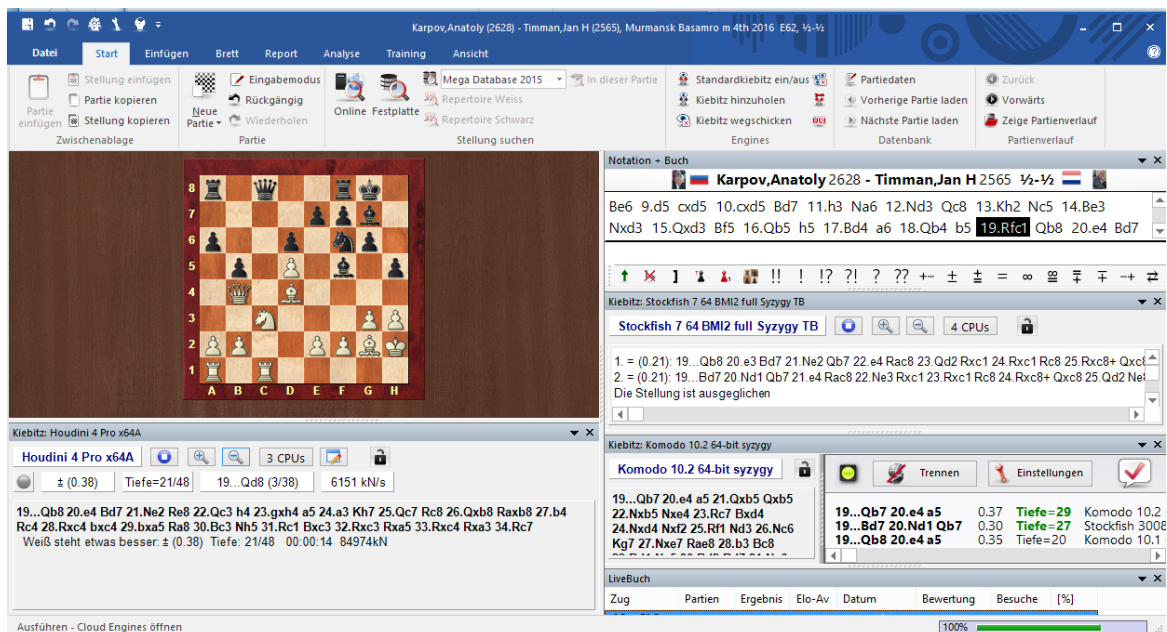 Karpov,Anatoly (2628) - Timman,Jan H (2565), Murmansk Basamro m 4th 2016 E62, ½-½
Datei Start Einfügen Brett Report Analyse Training Ansicht
Partie einfügen
Stellung einfügen
Partie kopieren
Stellung kopieren
Zwischenablage
Neue Partie
Eingabemodus
Rückgängig
Wiederholen
Partie
Online Festplatte
Mega Database 2015 In dieser Partie
Repertoire Weiss
Repertoire Schwarz
Stellung suchen
Standardkiebitz ein/aus
Kiebitz hinzuholen
Kiebitz wegschicken UCI
Engines
Partiedaten
Vorherige Partie laden
Nächste Partie laden
Datenbank
Zurück
Vorwärts
Zeige Partienverlauf
Partienverlauf
8
7
6
5
4
3
2
1
A B C D E F G H
Notation + Buch
Karpov,Anatoly 2628 - Timman,Jan H 2565 ½-½
Be6 9.d5 cxd5 10.cxd5 Bd7 11.h3 Na6 12.Nd3 Qc8 13.Kh2 Nc5 14.Be3
Nxd3 15.Qxd3 Bf5 16.Qb5 h5 17.Bd4 a6 18.Qb4 b5 19.Rfc1 Qb8 20.e4 Bd7
!! ! !? ?! ? ?? +− ± ⩲ = ∞ ⩱ ∓ −+
Kiebitz: Stockfish 7 64 BMI2 full Syzygy TB
Stockfish 7 64 BMI2 full Syzygy TB 4 CPUs
1. = (0.21): 19...Qb8 20.e3 Bd7 21.Ne2 Qb7 22.e4 Rac8 23.Qd2 Rxc1 24.Rxc1 Rc8 25.Rxc8+
2. = (0.21): 19...Bd7 20.Nd1 Qb7 21.e4 Rac8 22.Ne3 Rxc1 23.Rxc1 Rc8 24.Rxc8+ Qxc8 25.Qd2
Die Stellung ist ausgeglichen
Kiebitz: Houdini 4 Pro x64A
Houdini 4 Pro x64A 3 CPUs
± (0.38) Tiefe=21/48 19...Qd8 (3/38) 6151 kN/s
19...Qb8 20.e4 Bd7 21.Ne2 Re8 22.Qc3 h4 23.gxh4 a5 24.a3 Kh7 25.Qc7 Rc8 26.Qxb8 Raxb8 27.b4
Rc4 28.Rxc4 bxc4 29.bxa5 Ra8 30.Bc3 Nh5 31.Rc1 Bxc3 32.Rxc3 Rxa5 33.Rxc4 Rxa3 34.Rc7
Weiß steht etwas besser: ± (0.38) Tiefe: 21/48 00:00:14 84974kN
Kiebitz: Komodo 10.2 64-bit syzygy
Komodo 10.2 64-bit syzygy
19...Qb7 20.e4 a5 21.Qxb5 Qxb5
22.Nxb5 Nxe4 23.Rc7 Bxd4
24.Nxd4 Nxf2 25.Rf1 Nd3 26.Nc6
Kg7 27.Nxe7 Rae8 28.b3 Bc8
Trennen Einstellungen
19...Qb7 20.e4 a5 0.37 Tiefe=29 Komodo 10.2
19...Bd7 20.Nd1 Qb7 0.30 Tiefe=27 Stockfish 3008
19...Qb8 20.e4 a5 0.35 Tiefe=20 Komodo 10.1
LiveBuch
Zug Partien Ergebnis Elo-Av Datum Bewertung Besuche [%]
Ausführen - Cloud Engines öffnen
100%